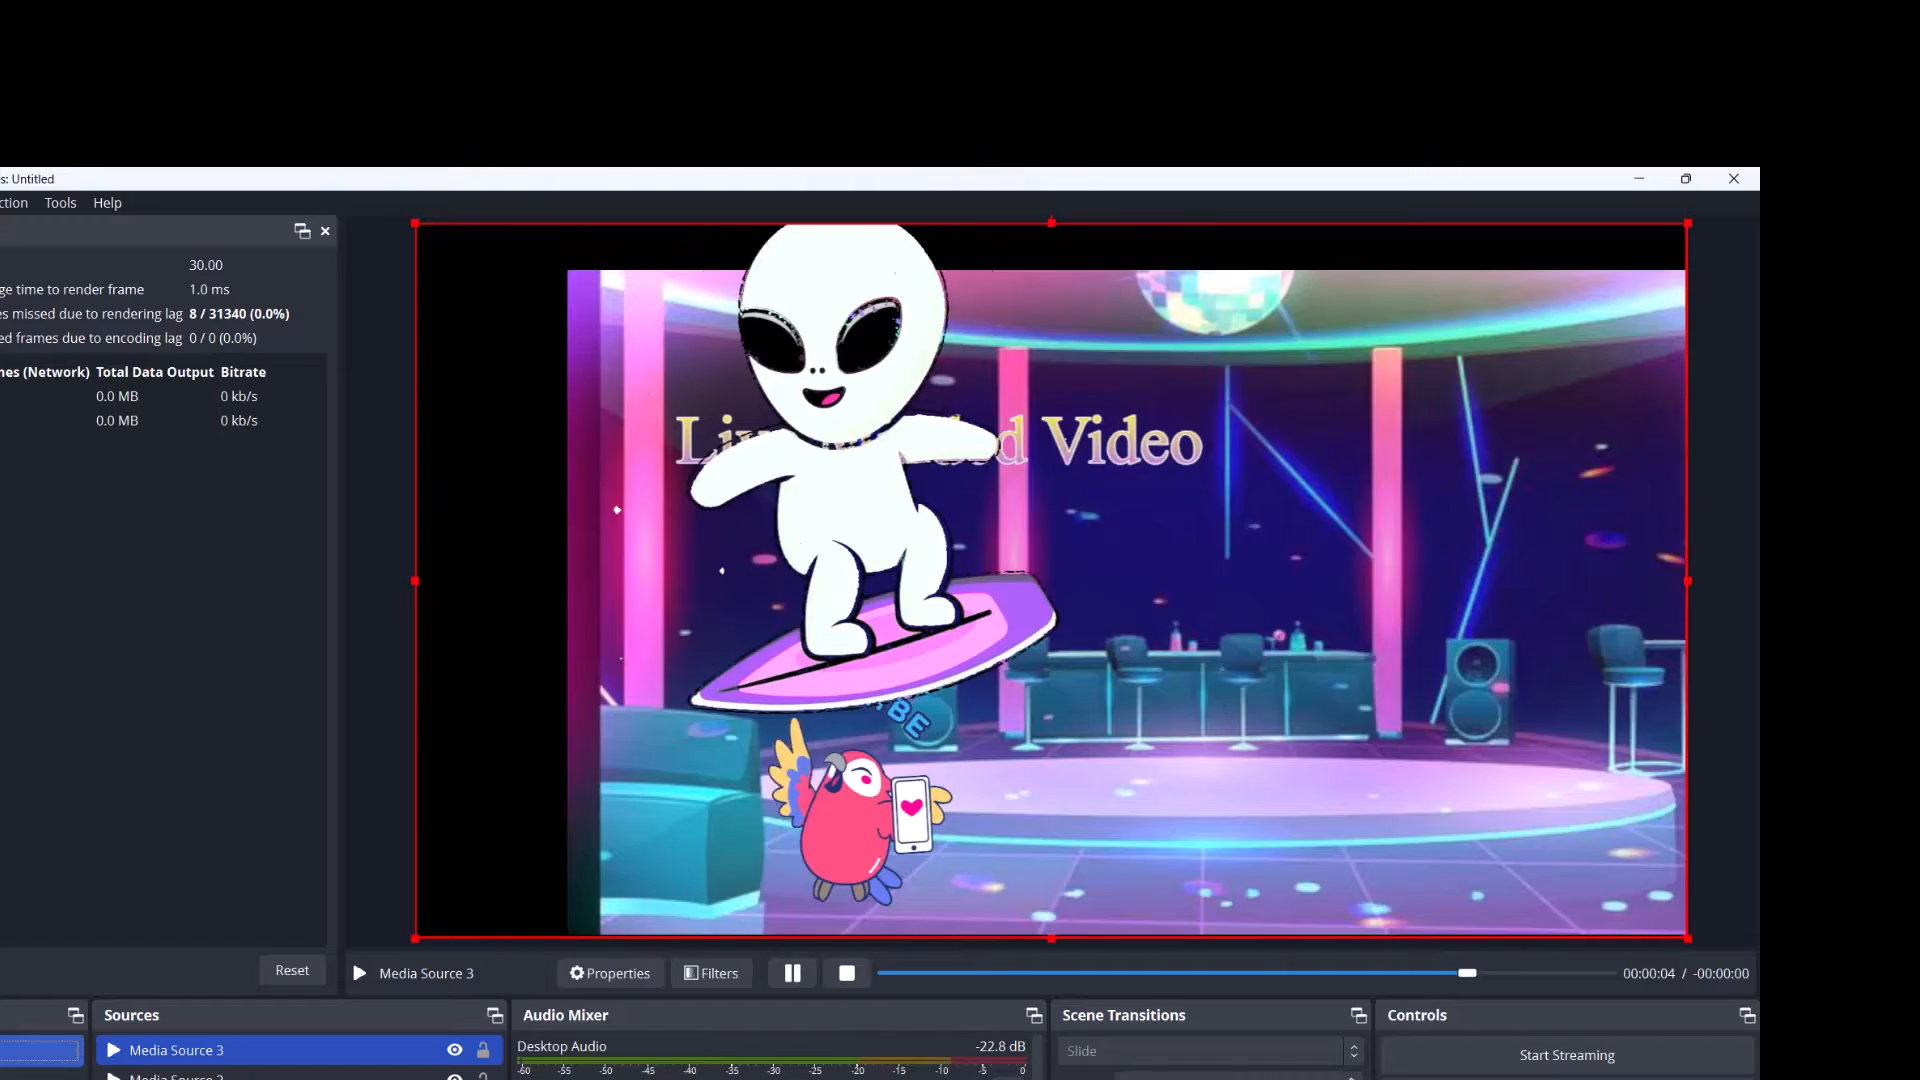 s: Untitled
ction Tools Help
30.00
ge time to render frame 1.0 ms
es missed due to rendering lag 8 / 31340 (0.0%)
ed frames due to encoding lag 0 / 0 (0.0%)
nes (Network) Total Data Output Bitrate
0.0 MB 0 kb/s
0.0 MB 0 kb/s
Video
BE
Reset
Media Source 3
Properties
Filters
00:00:04 / -00:00:00
Sources
Audio Mixer
Scene Transitions
Controls
Media Source 3
Desktop Audio -22.8 dB
-60 -55 -50 -45 -40 -35 -30 -25 -20 -15 -10 -5 0
Slide
Start Streaming